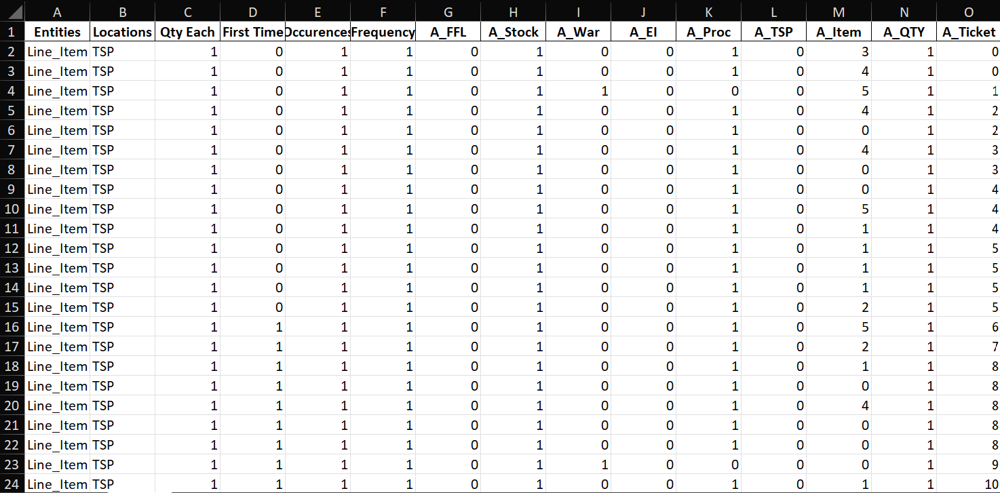 A B C D E F G H I J K L M N O
1 Entities Locations Qty Each First Time Occurences Frequency A_FFL A_Stock A_War A_EI A_Proc A_TSP A_Item A_QTY A_Ticket
2 Line_Item TSP 1 0 1 1 0 1 0 0 1 0 3 1 0
3 Line_Item TSP 1 0 1 1 0 1 0 0 1 0 4 1 0
4 Line_Item TSP 1 0 1 1 0 1 1 0 0 0 5 1 1
5 Line_Item TSP 1 0 1 1 0 1 0 0 1 0 4 1 2
6 Line_Item TSP 1 0 1 1 0 1 0 0 1 0 0 1 2
7 Line_Item TSP 1 0 1 1 0 1 0 0 1 0 4 1 3
8 Line_Item TSP 1 0 1 1 0 1 0 0 1 0 0 1 3
9 Line_Item TSP 1 0 1 1 0 1 0 0 1 0 0 1 4
10 Line_Item TSP 1 0 1 1 0 1 0 0 1 0 5 1 4
11 Line_Item TSP 1 0 1 1 0 1 0 0 1 0 1 1 4
12 Line_Item TSP 1 0 1 1 0 1 0 0 1 0 1 1 5
13 Line_Item TSP 1 0 1 1 0 1 0 0 1 0 1 1 5
14 Line_Item TSP 1 0 1 1 0 1 0 0 1 0 1 1 5
15 Line_Item TSP 1 0 1 1 0 1 0 0 1 0 2 1 5
16 Line_Item TSP 1 1 1 1 0 1 0 0 1 0 5 1 6
17 Line_Item TSP 1 1 1 1 0 1 0 0 1 0 2 1 7
18 Line_Item TSP 1 1 1 1 0 1 0 0 1 0 1 1 8
19 Line_Item TSP 1 1 1 1 0 1 0 0 1 0 0 1 8
20 Line_Item TSP 1 1 1 1 0 1 0 0 1 0 4 1 8
21 Line_Item TSP 1 1 1 1 0 1 0 0 1 0 0 1 8
22 Line_Item TSP 1 1 1 1 0 1 0 0 1 0 0 1 8
23 Line_Item TSP 1 1 1 1 0 1 1 0 0 0 0 1 9
24 Line_Item TSP 1 1 1 1 0 1 0 0 1 0 1 1 10